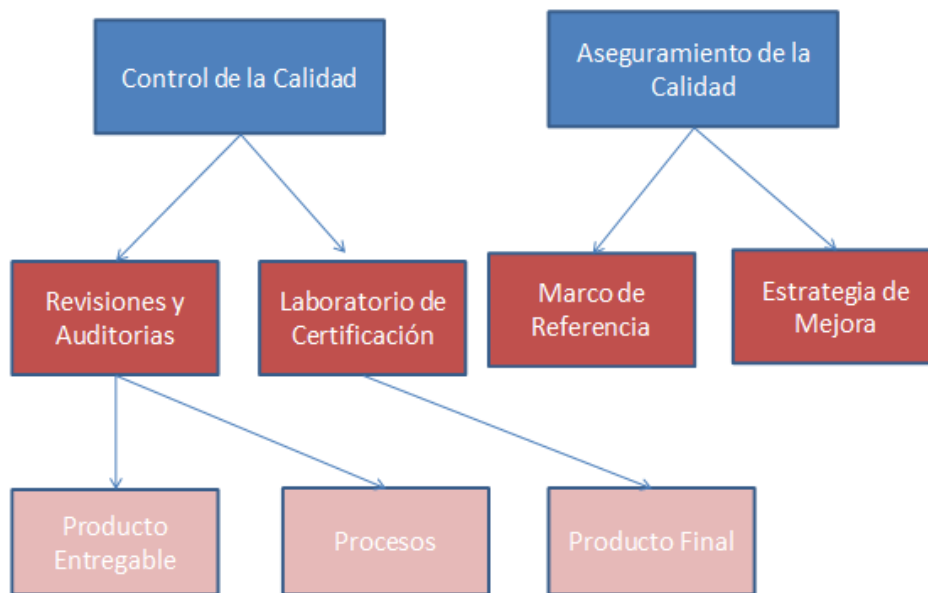 Control de la Calidad
Aseguramiento de la
Calidad
Revisiones y
Auditorias
Laboratorio de
Certificación
Marco de
Referencia
Estrategia de
Mejora
Producto
Entregable
Procesos
Producto Final